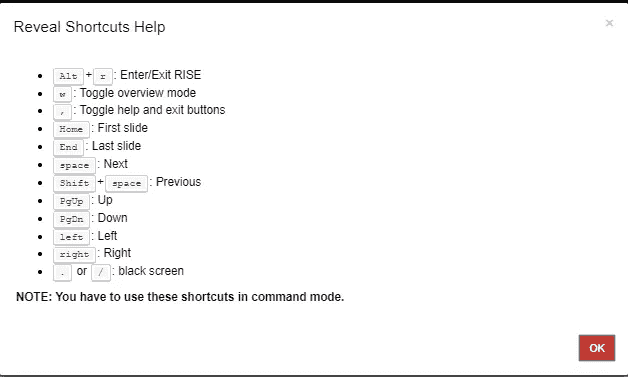 Reveal Shortcuts Help ×
Alt + r : Enter/Exit RISE
w : Toggle overview mode
, : Toggle help and exit buttons
Home : First slide
End : Last slide
space : Next
Shift + space : Previous
PgUp : Up
PgDn : Down
left : Left
right : Right
. or / : black screen
NOTE: You have to use these shortcuts in command mode.
OK